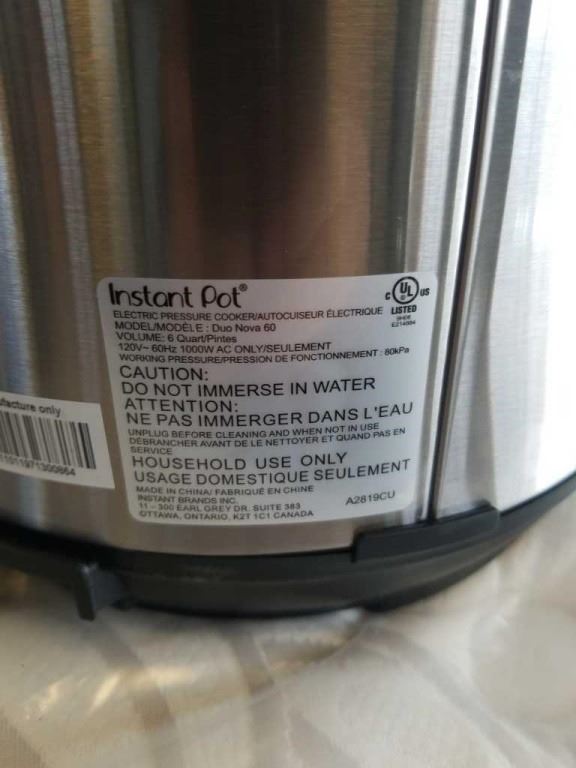 Instant Pot®
ELECTRIC PRESSURE COOKER/AUTOCUISEUR ÉLECTRIQUE
MODEL/MODÈLE : Duo Nova 60
VOLUME: 6 Quart/Pintes
120V~ 60Hz 1000W AC ONLY/SEULEMENT
WORKING PRESSURE/PRESSION DE FONCTIONNEMENT : 80kPa
CAUTION:
DO NOT IMMERSE IN WATER
ATTENTION:
NE PAS IMMERGER DANS L'EAU
UNPLUG BEFORE CLEANING AND WHEN NOT IN USE
DÉBRANCHER AVANT DE LE NETTOYER ET QUAND PAS EN
SERVICE
HOUSEHOLD USE ONLY
USAGE DOMESTIQUE SEULEMENT
MADE IN CHINA/ FABRIQUÉ EN CHINE
INSTANT BRANDS INC.
11 – 300 EARL GREY DR. SUITE 383
OTTAWA, ONTARIO, K2T 1C1 CANADA
A2819CU
C UL US
LISTED
E214884
only